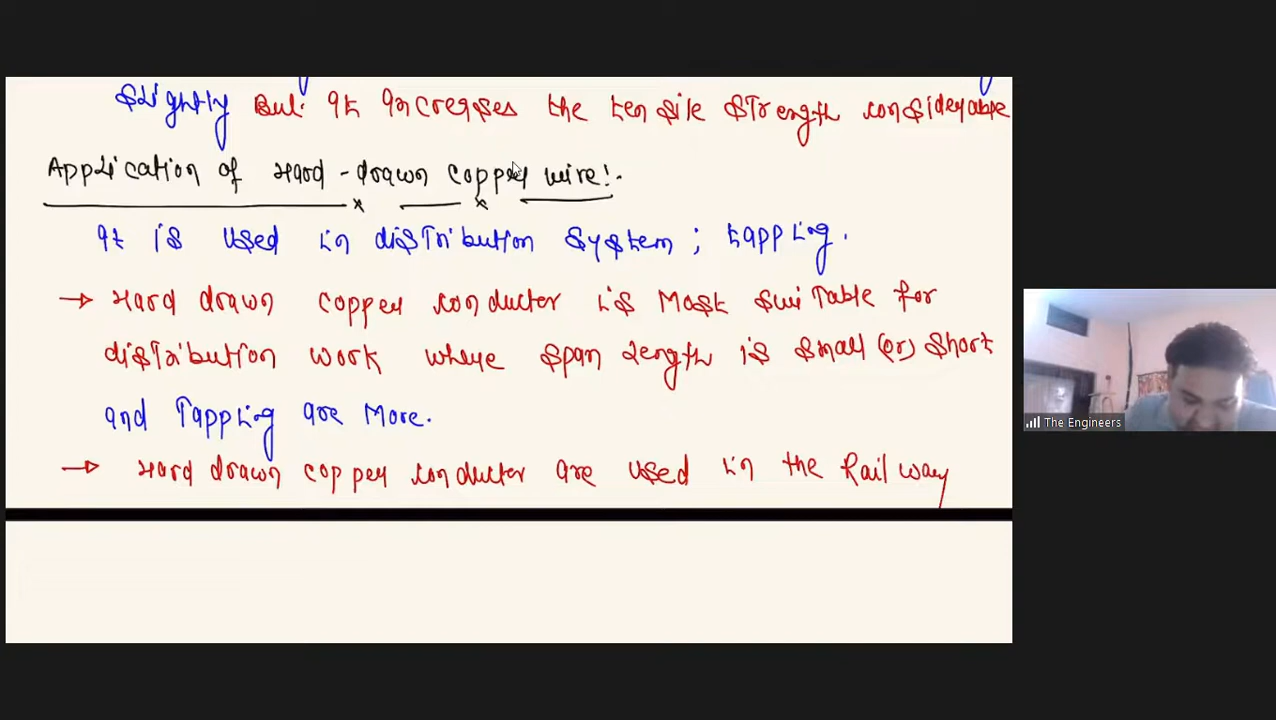 Slightly But it increases the tensile strength considerable
Application of Hard-drawn copper wire:-
It is used in distribution system; tapping.
→ Hard drawn copper conductor is Most suitable for
distribution work where span length is small (or) short
and Tapping are More.
→ Hard drawn copper conductor are used in the Railway
The Engineers